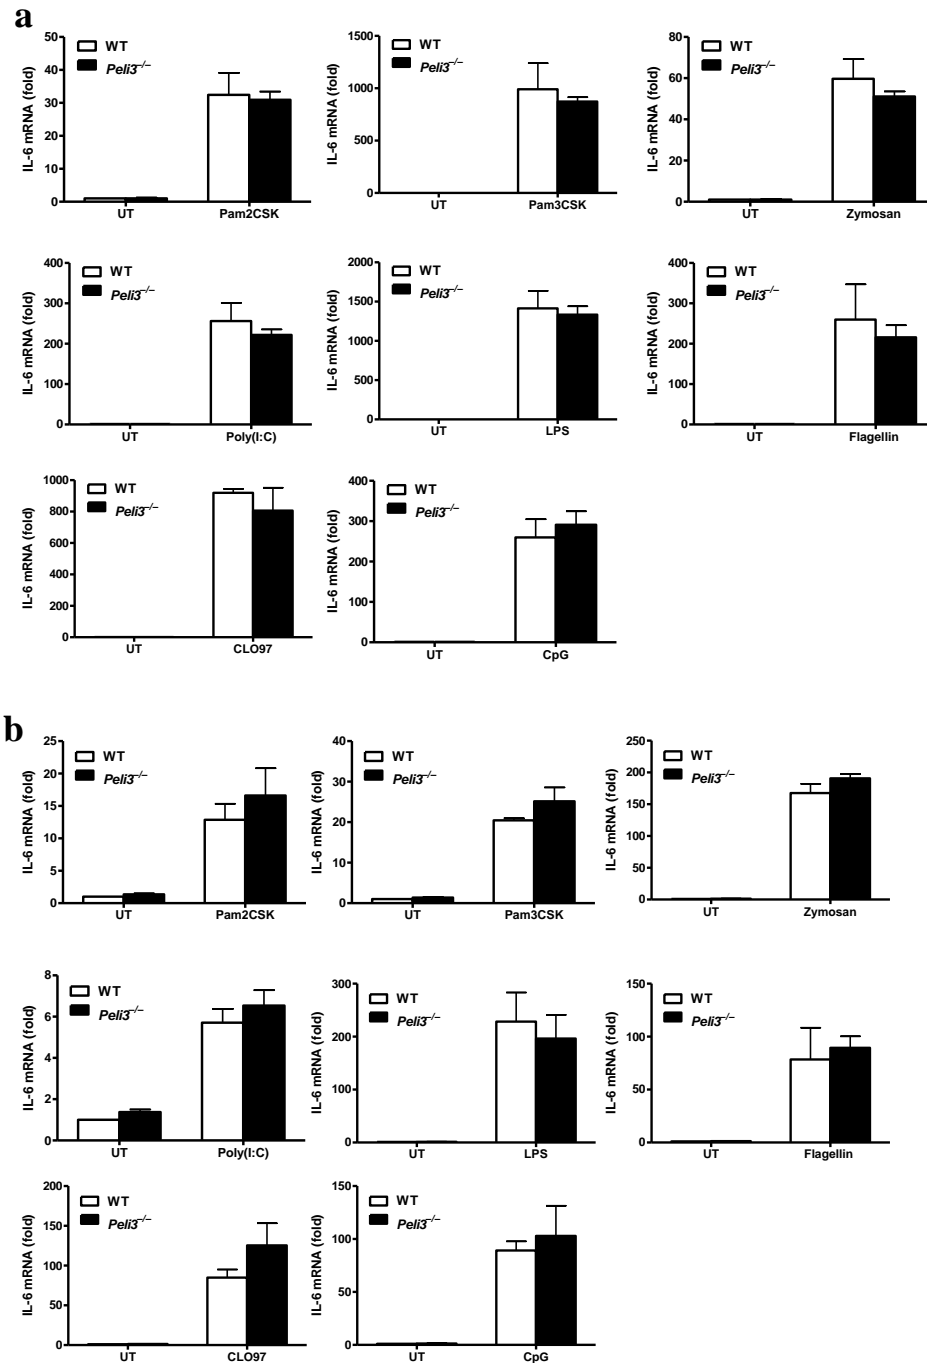 a
IL-6 mRNA (fold)
50
40
30
20
10
0
WT
Peli3–/–
UT Pam2CSK
IL-6 mRNA (fold)
1500
1000
500
0
WT
Peli3–/–
UT Pam3CSK
IL-6 mRNA (fold)
80
60
40
20
0
WT
Peli3–/–
UT Zymosan
IL-6 mRNA (fold)
400
300
200
100
0
WT
Peli3–/–
UT Poly(I:C)
IL-6 mRNA (fold)
2000
1500
1000
500
0
WT
Peli3–/–
UT LPS
IL-6 mRNA (fold)
400
300
200
100
0
WT
Peli3–/–
UT Flagellin
IL-6 mRNA (fold)
1000
800
600
400
200
0
WT
Peli3–/–
UT CLO97
IL-6 mRNA (fold)
400
300
200
100
0
WT
Peli3–/–
UT CpG
b
IL-6 mRNA (fold)
25
20
15
10
5
0
WT
Peli3–/–
UT Pam2CSK
IL-6 mRNA (fold)
40
30
20
10
0
WT
Peli3–/–
UT Pam3CSK
IL-6 mRNA (fold)
250
200
150
100
50
0
WT
Peli3–/–
UT Zymosan
IL-6 mRNA (fold)
8
6
4
2
0
WT
Peli3–/–
UT Poly(I:C)
IL-6 mRNA (fold)
300
200
100
0
WT
Peli3–/–
UT LPS
IL-6 mRNA (fold)
150
100
50
0
WT
Peli3–/–
UT Flagellin
IL-6 mRNA (fold)
200
150
100
50
0
WT
Peli3–/–
UT CLO97
IL-6 mRNA (fold)
150
100
50
0
WT
Peli3–/–
UT CpG